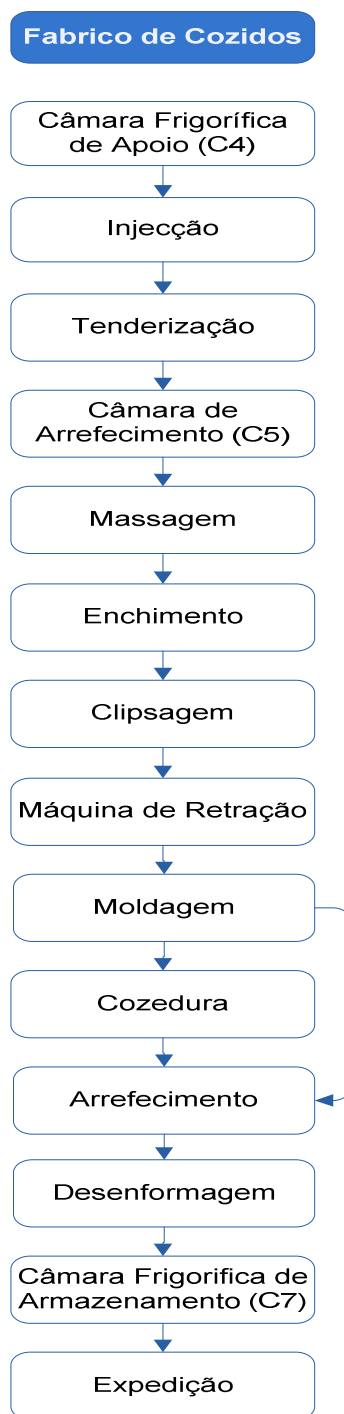 Fabrico de Cozidos
Câmara Frigorífica
de Apoio (C4)
Injecção
Tenderização
Câmara de
Arrefecimento (C5)
Massagem
Enchimento
Clipsagem
Máquina de Retração
Moldagem
Cozedura
Arrefecimento
Desenformagem
Câmara Frigorifica de
Armazenamento (C7)
Expedição